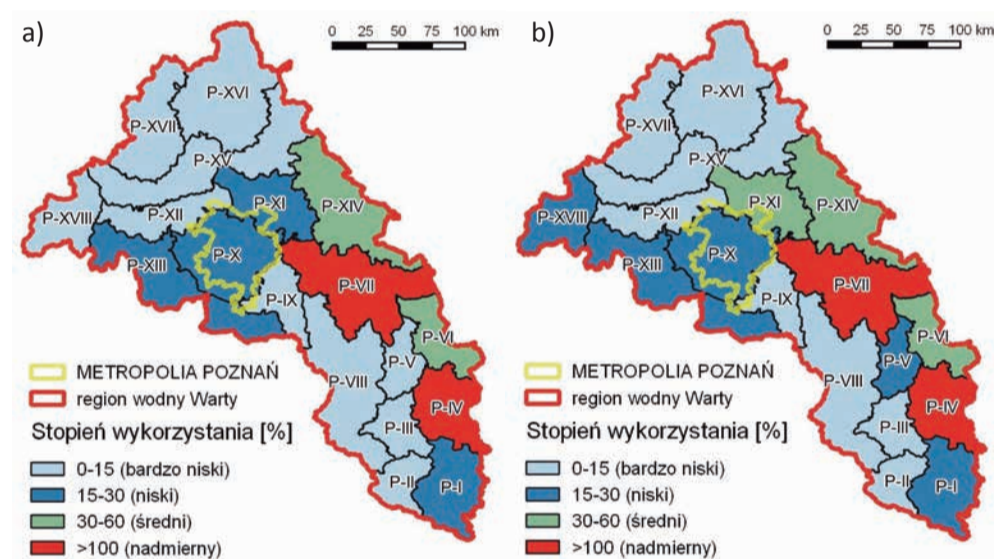 a)
0 25 50 75 100 km
P-XVI
P-XVII
P-XV
P-XI
P-XIV
P-XVIII
P-XII
P-X
P-XIII
P-IX
P-VII
P-VI
P-V
P-VIII
P-IV
P-III
P-II
P-I
METROPOLIA POZNAŃ
region wodny Warty
Stopień wykorzystania [%]
0-15 (bardzo niski)
15-30 (niski)
30-60 (średni)
>100 (nadmierny)
b)
0 25 50 75 100 km
P-XVI
P-XVII
P-XV
P-XI
P-XIV
P-XVIII
P-XII
P-X
P-XIII
P-IX
P-VII
P-VI
P-V
P-VIII
P-IV
P-III
P-II
P-I
METROPOLIA POZNAŃ
region wodny Warty
Stopień wykorzystania [%]
0-15 (bardzo niski)
15-30 (niski)
30-60 (średni)
>100 (nadmierny)